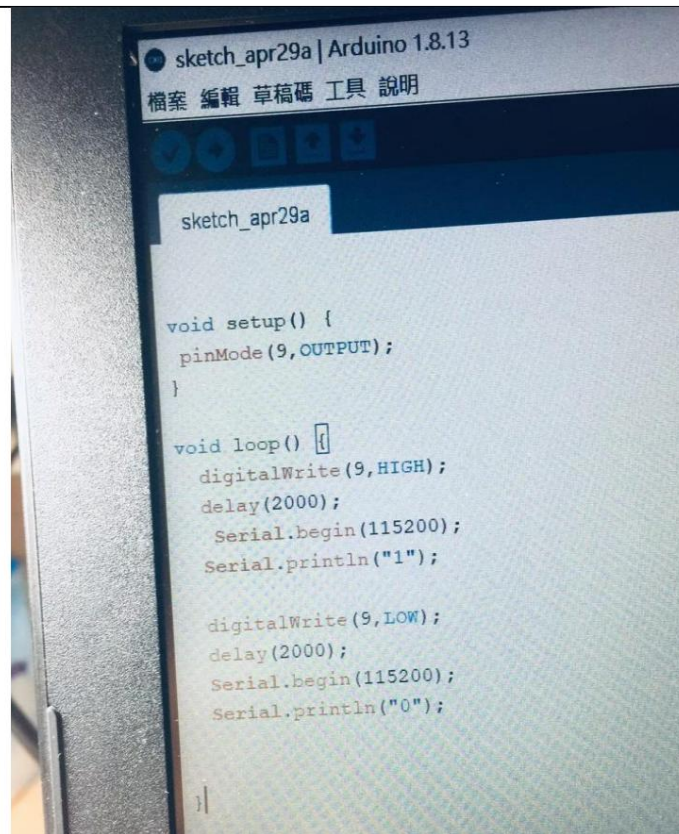 sketch_apr29a | Arduino 1.8.13
檔案 編輯 草稿碼 工具 說明
sketch_apr29a
void setup() {
pinMode(9,OUTPUT);
}
void loop() {
digitalWrite(9,HIGH);
delay(2000);
Serial.begin(115200);
Serial.println("1");
digitalWrite(9,LOW);
delay(2000);
Serial.begin(115200);
Serial.println("0");
}